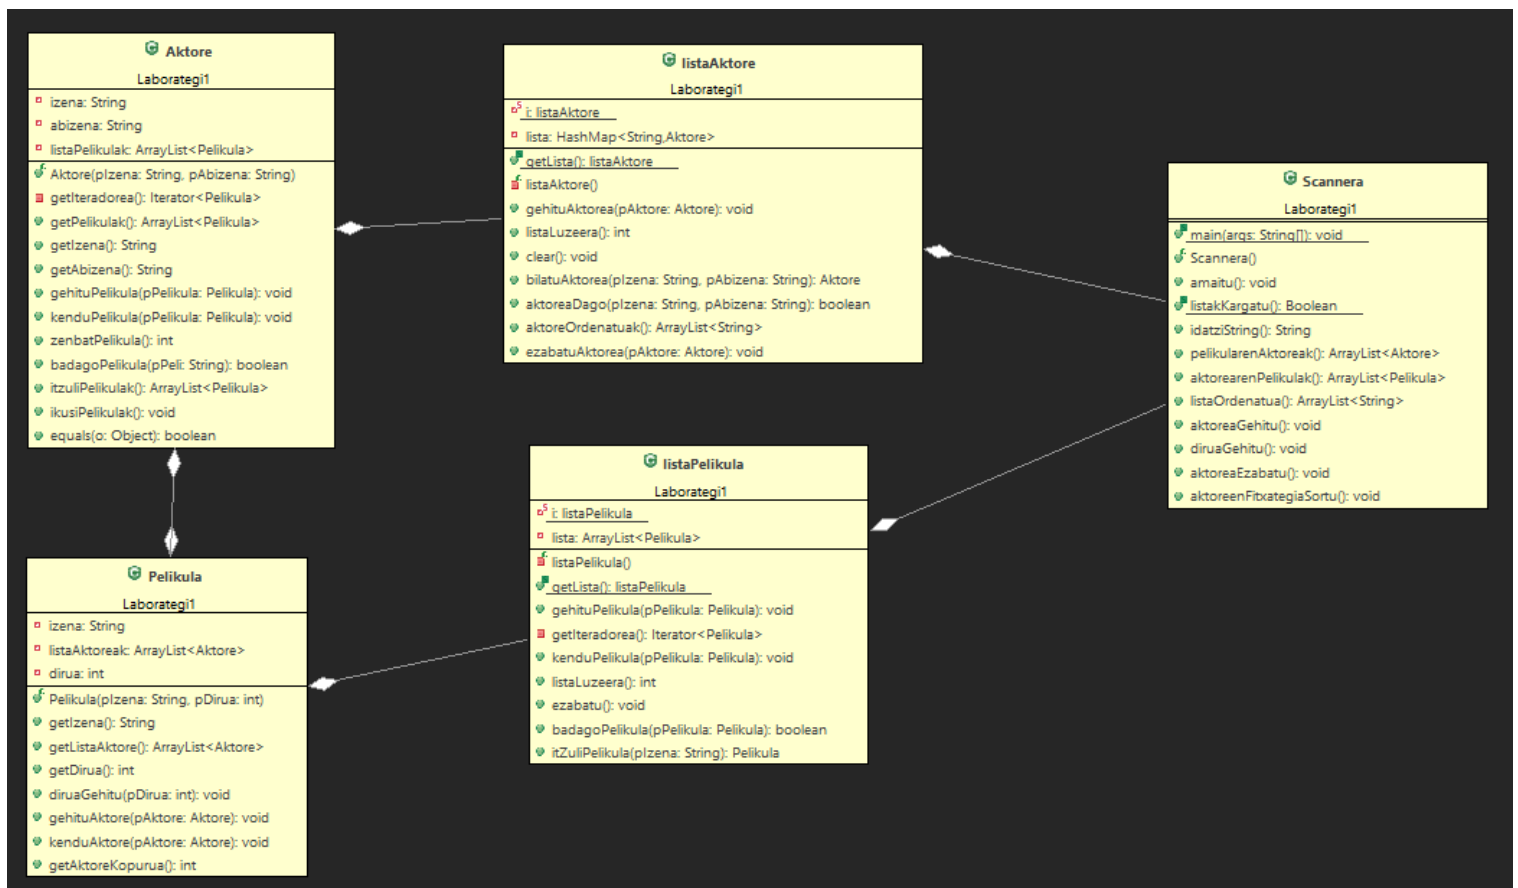 Aktore
Laborategi1
izena: String
abizena: String
listaPelikulak: ArrayList<Pelikula>
Aktore(pIzena: String, pAbizena: String)
getIteradorea(): Iterator<Pelikula>
getPelikulak(): ArrayList<Pelikula>
getIzena(): String
getAbizena(): String
gehituPelikula(pPelikula: Pelikula): void
kenduPelikula(pPelikula: Pelikula): void
zenbatPelikula(): int
badagoPelikula(pPeli: String): boolean
itzuliPelikulak(): ArrayList<Pelikula>
ikusiPelikulak(): void
equals(o: Object): boolean
listaAktore
Laborategi1
i: listaAktore
lista: HashMap<String,Aktore>
getLista(): listaAktore
listaAktore()
gehituAktorea(pAktore: Aktore): void
listaLuzeera(): int
clear(): void
bilatuAktorea(pIzena: String, pAbizena: String): Aktore
aktoreaDago(pIzena: String, pAbizena: String): boolean
aktoreOrdenatuak(): ArrayList<String>
ezabatuAktorea(pAktore: Aktore): void
Scannera
Laborategi1
main(args: String[]): void
Scannera()
amaitu(): void
listakKargatu(): Boolean
idatziString(): String
pelikularenAktoreak(): ArrayList<Aktore>
aktorearenPelikulak(): ArrayList<Pelikula>
listaOrdenatua(): ArrayList<String>
aktoreaGehitu(): void
diruaGehitu(): void
aktoreaEzabatu(): void
aktoreenFitxategiaSortu(): void
listaPelikula
Laborategi1
i: listaPelikula
lista: ArrayList<Pelikula>
listaPelikula()
getLista(): listaPelikula
gehituPelikula(pPelikula: Pelikula): void
getIteradorea(): Iterator<Pelikula>
kenduPelikula(pPelikula: Pelikula): void
listaLuzeera(): int
ezabatu(): void
badagoPelikula(pPelikula: Pelikula): boolean
itZuliPelikula(pIzena: String): Pelikula
Pelikula
Laborategi1
izena: String
listaAktoreak: ArrayList<Aktore>
dirua: int
Pelikula(pIzena: String, pDirua: int)
getIzena(): String
getListaAktore(): ArrayList<Aktore>
getDirua(): int
diruaGehitu(pDirua: int): void
gehituAktore(pAktore: Aktore): void
kenduAktore(pAktore: Aktore): void
getAktoreKopurua(): int